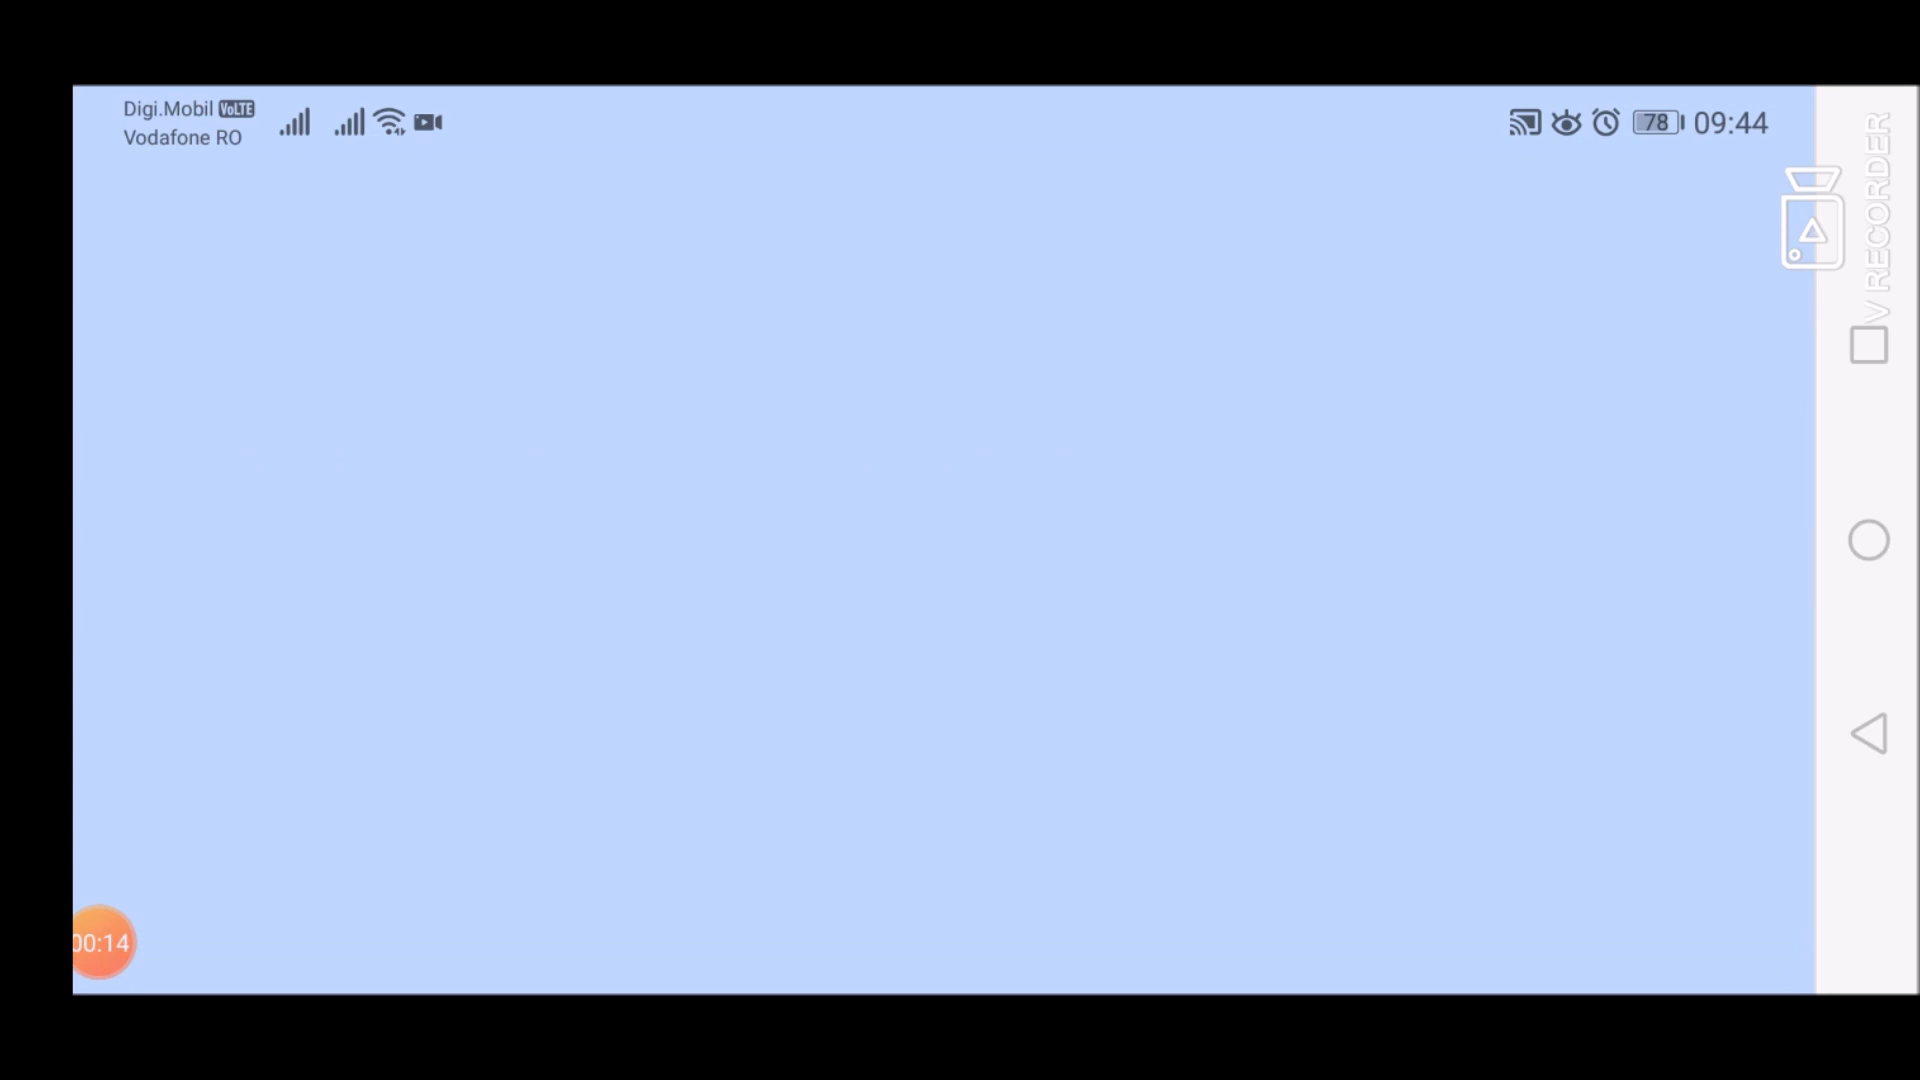 Digi.Mobil VoLTE
Vodafone RO
78 09:44
V RECORDER
00:14